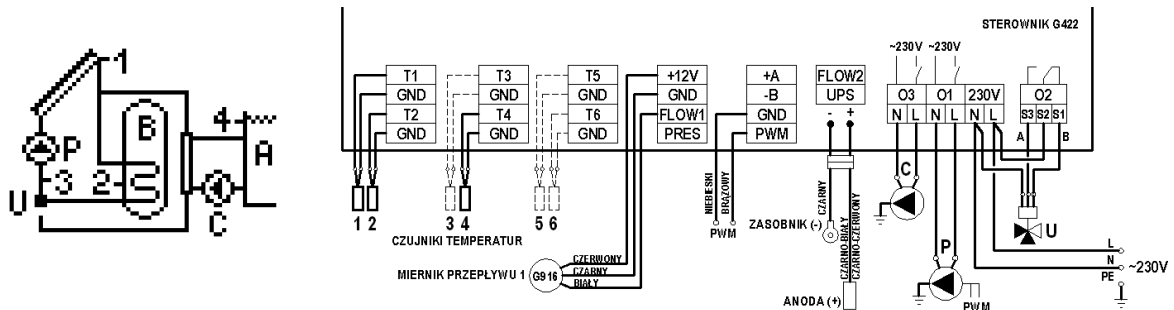 1
B
P
3
2
U
4
A
C
STEROWNIK G422
T1
GND
T2
GND
T3
GND
T4
GND
T5
GND
T6
GND
+12V
GND
FLOW1
PRES
+A
-B
GND
PWM
FLOW2
UPS
- +
~230V ~230V
O3 O1 230V O2
N L N L N L S3 S2 S1
A B
1 2 3 4 5 6
CZUJNIKI TEMPERATUR
MIERNIK PRZEPŁYWU 1
G916
CZERWONY
CZARNY
BIAŁY
NIEBIESKI
BRĄZOWY
PWM
CZARNY
ZASOBNIK (-)
CZARNO-BIAŁY
CZARNO-CZERWONY
ANODA (+)
C
P
PWM
U
L
N
PE
~230V